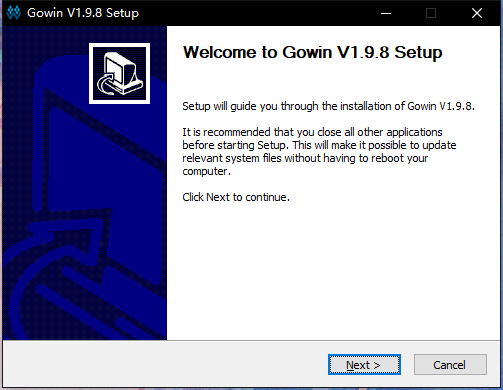 Gowin V1.9.8 Setup
Welcome to Gowin V1.9.8 Setup
Setup will guide you through the installation of Gowin V1.9.8.
It is recommended that you close all other applications
before starting Setup. This will make it possible to update
relevant system files without having to reboot your
computer.
Click Next to continue.
Next >
Cancel